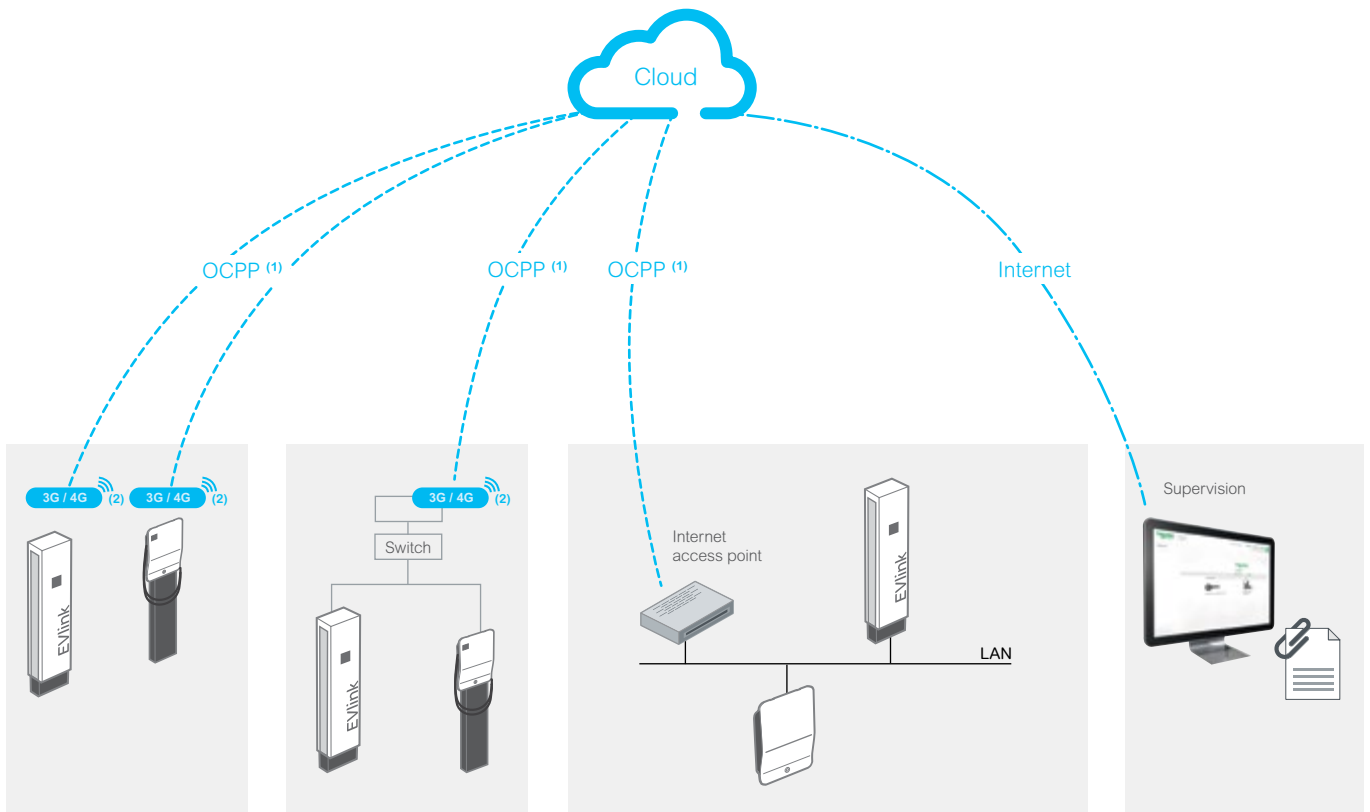 Cloud
OCPP (1)
OCPP (1)
OCPP (1)
Internet
3G / 4G (2)
3G / 4G (2)
3G / 4G (2)
Supervision
Switch
Internet
access point
EVlink
EVlink
EVlink
LAN